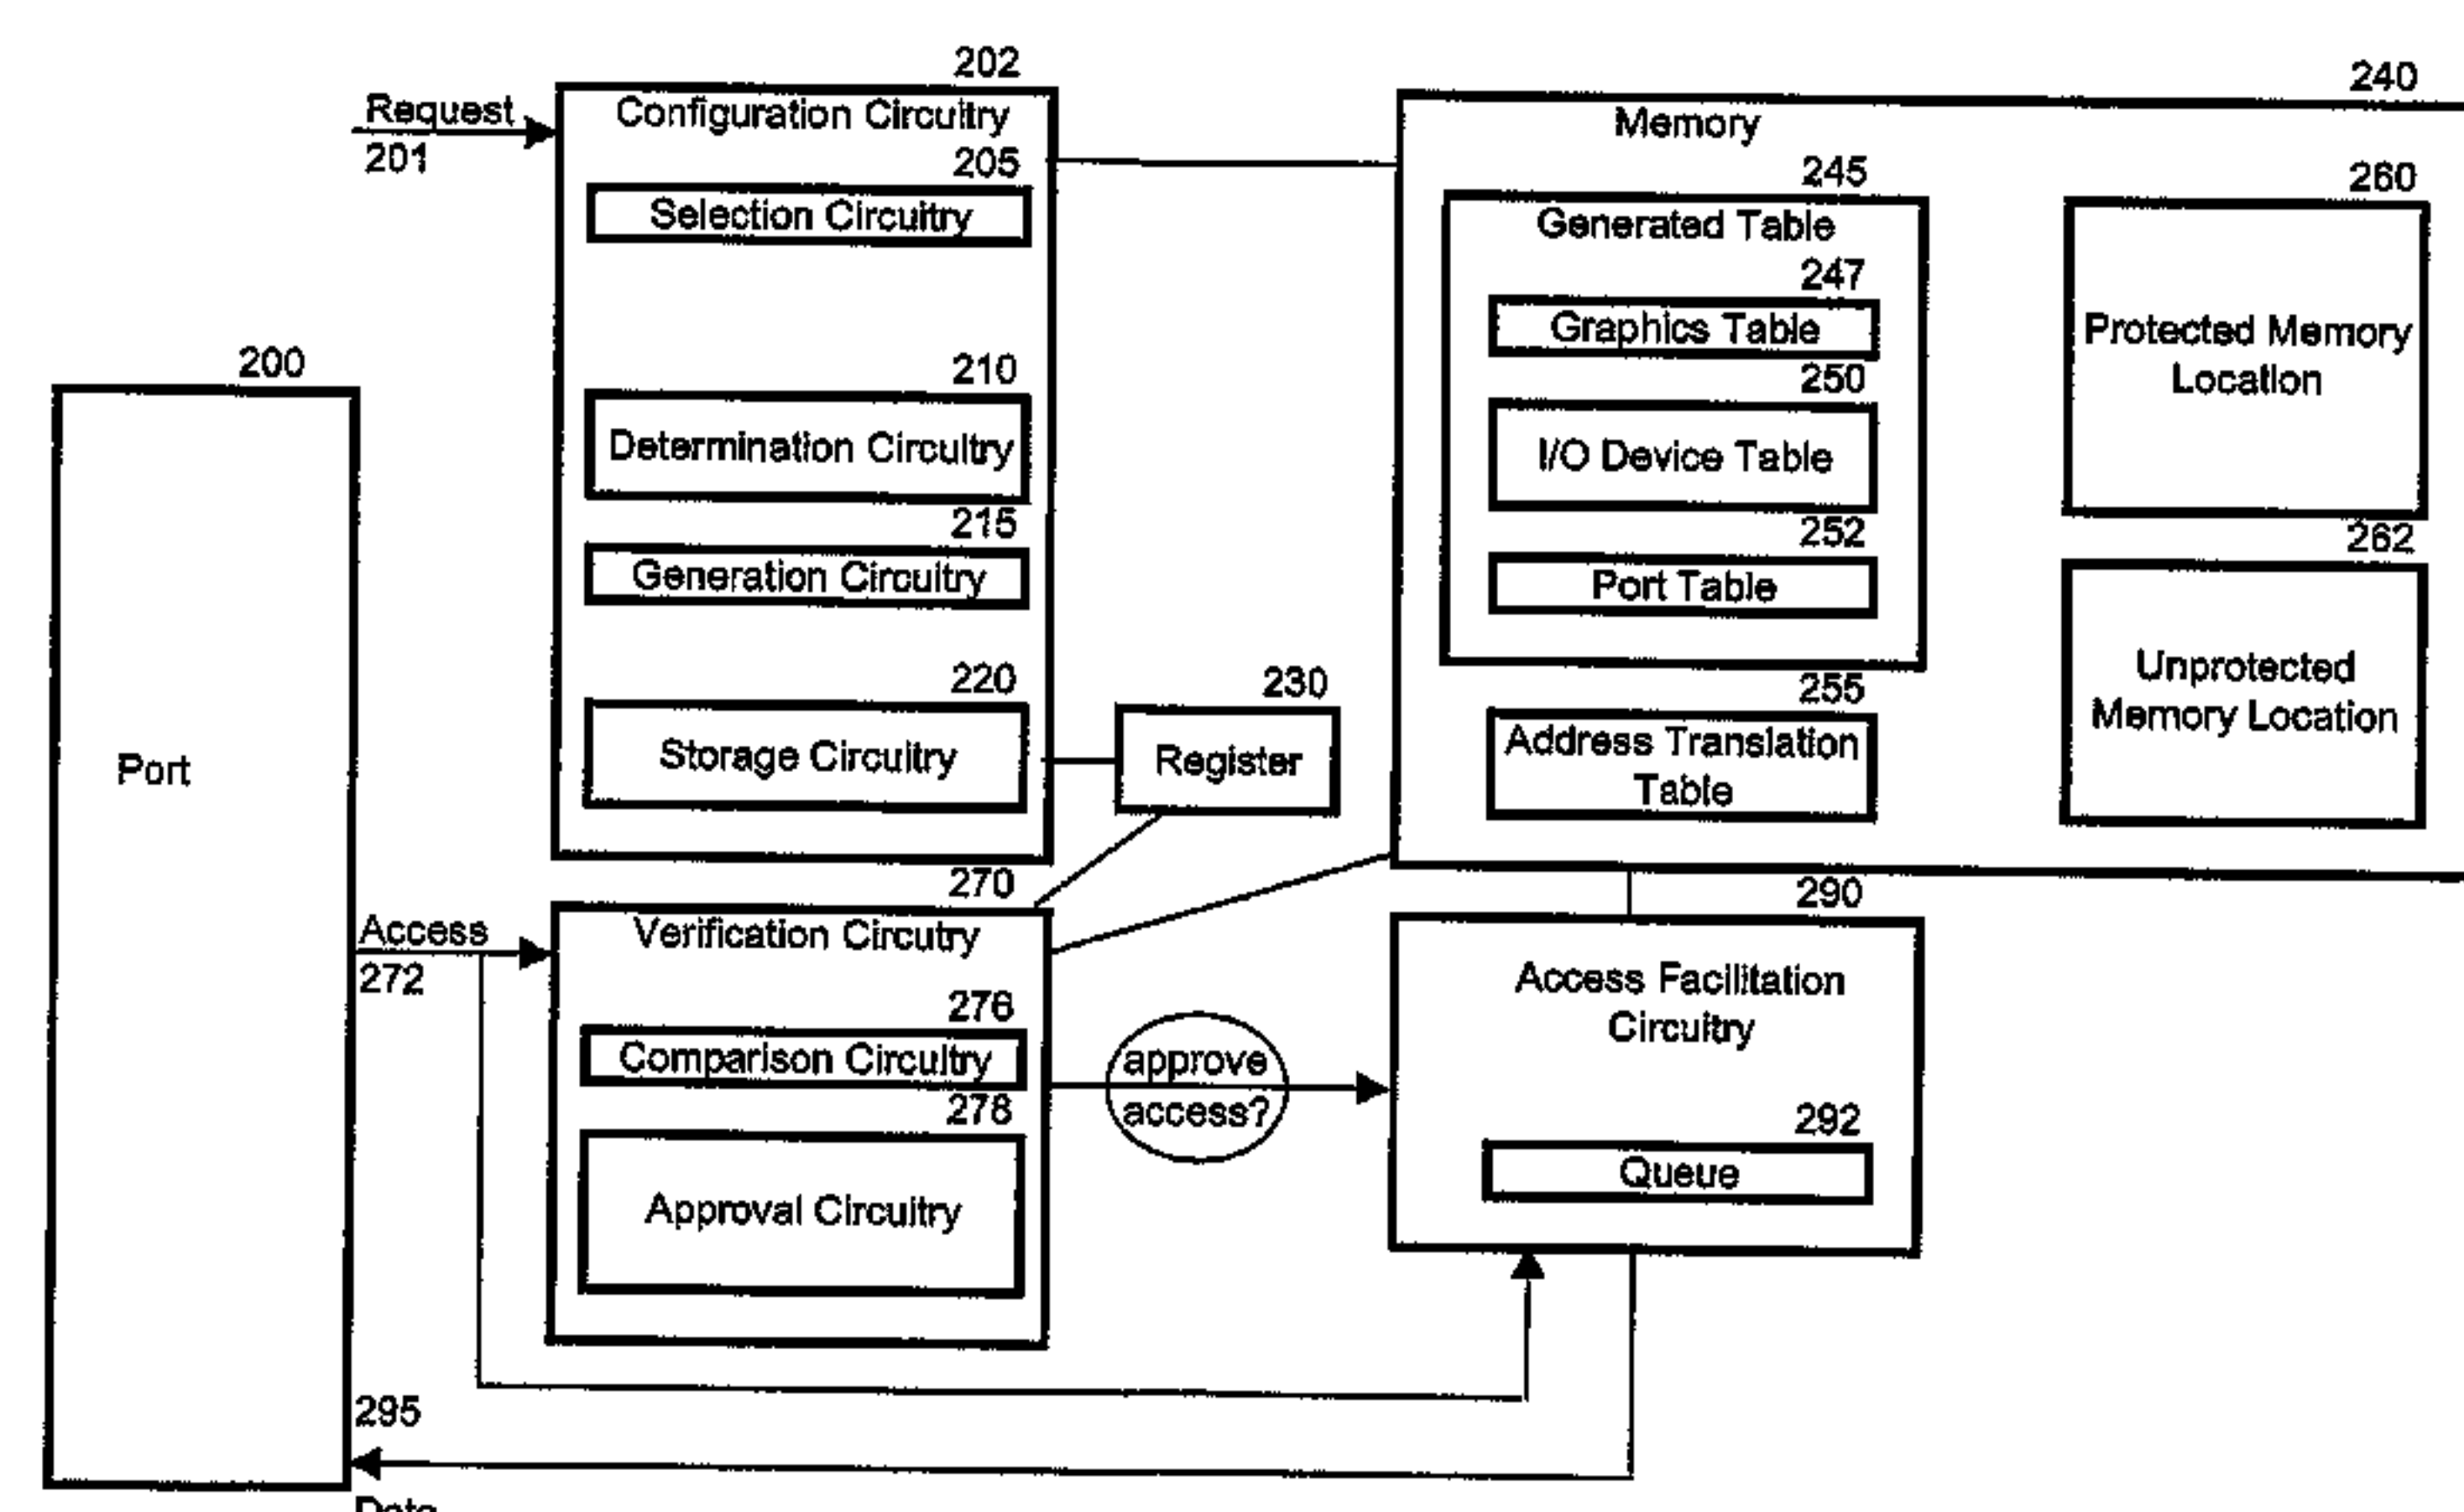 202
Configuration Circuitry
Request
201
205
Selection Circuitry
210
Determination Circuitry
215
Generation Circuitry
220
Storage Circuitry
230
Register
200
Port
240
Memory
245
Generated Table
247
Graphics Table
250
I/O Device Table
252
Port Table
255
Address Translation
Table
260
Protected Memory
Location
262
Unprotected
Memory Location
270
Verification Circutry
Access
272
276
Comparison Circuitry
278
Approval Circuitry
approve
access?
290
Access Facilitation
Circuitry
292
Queue
295
Data